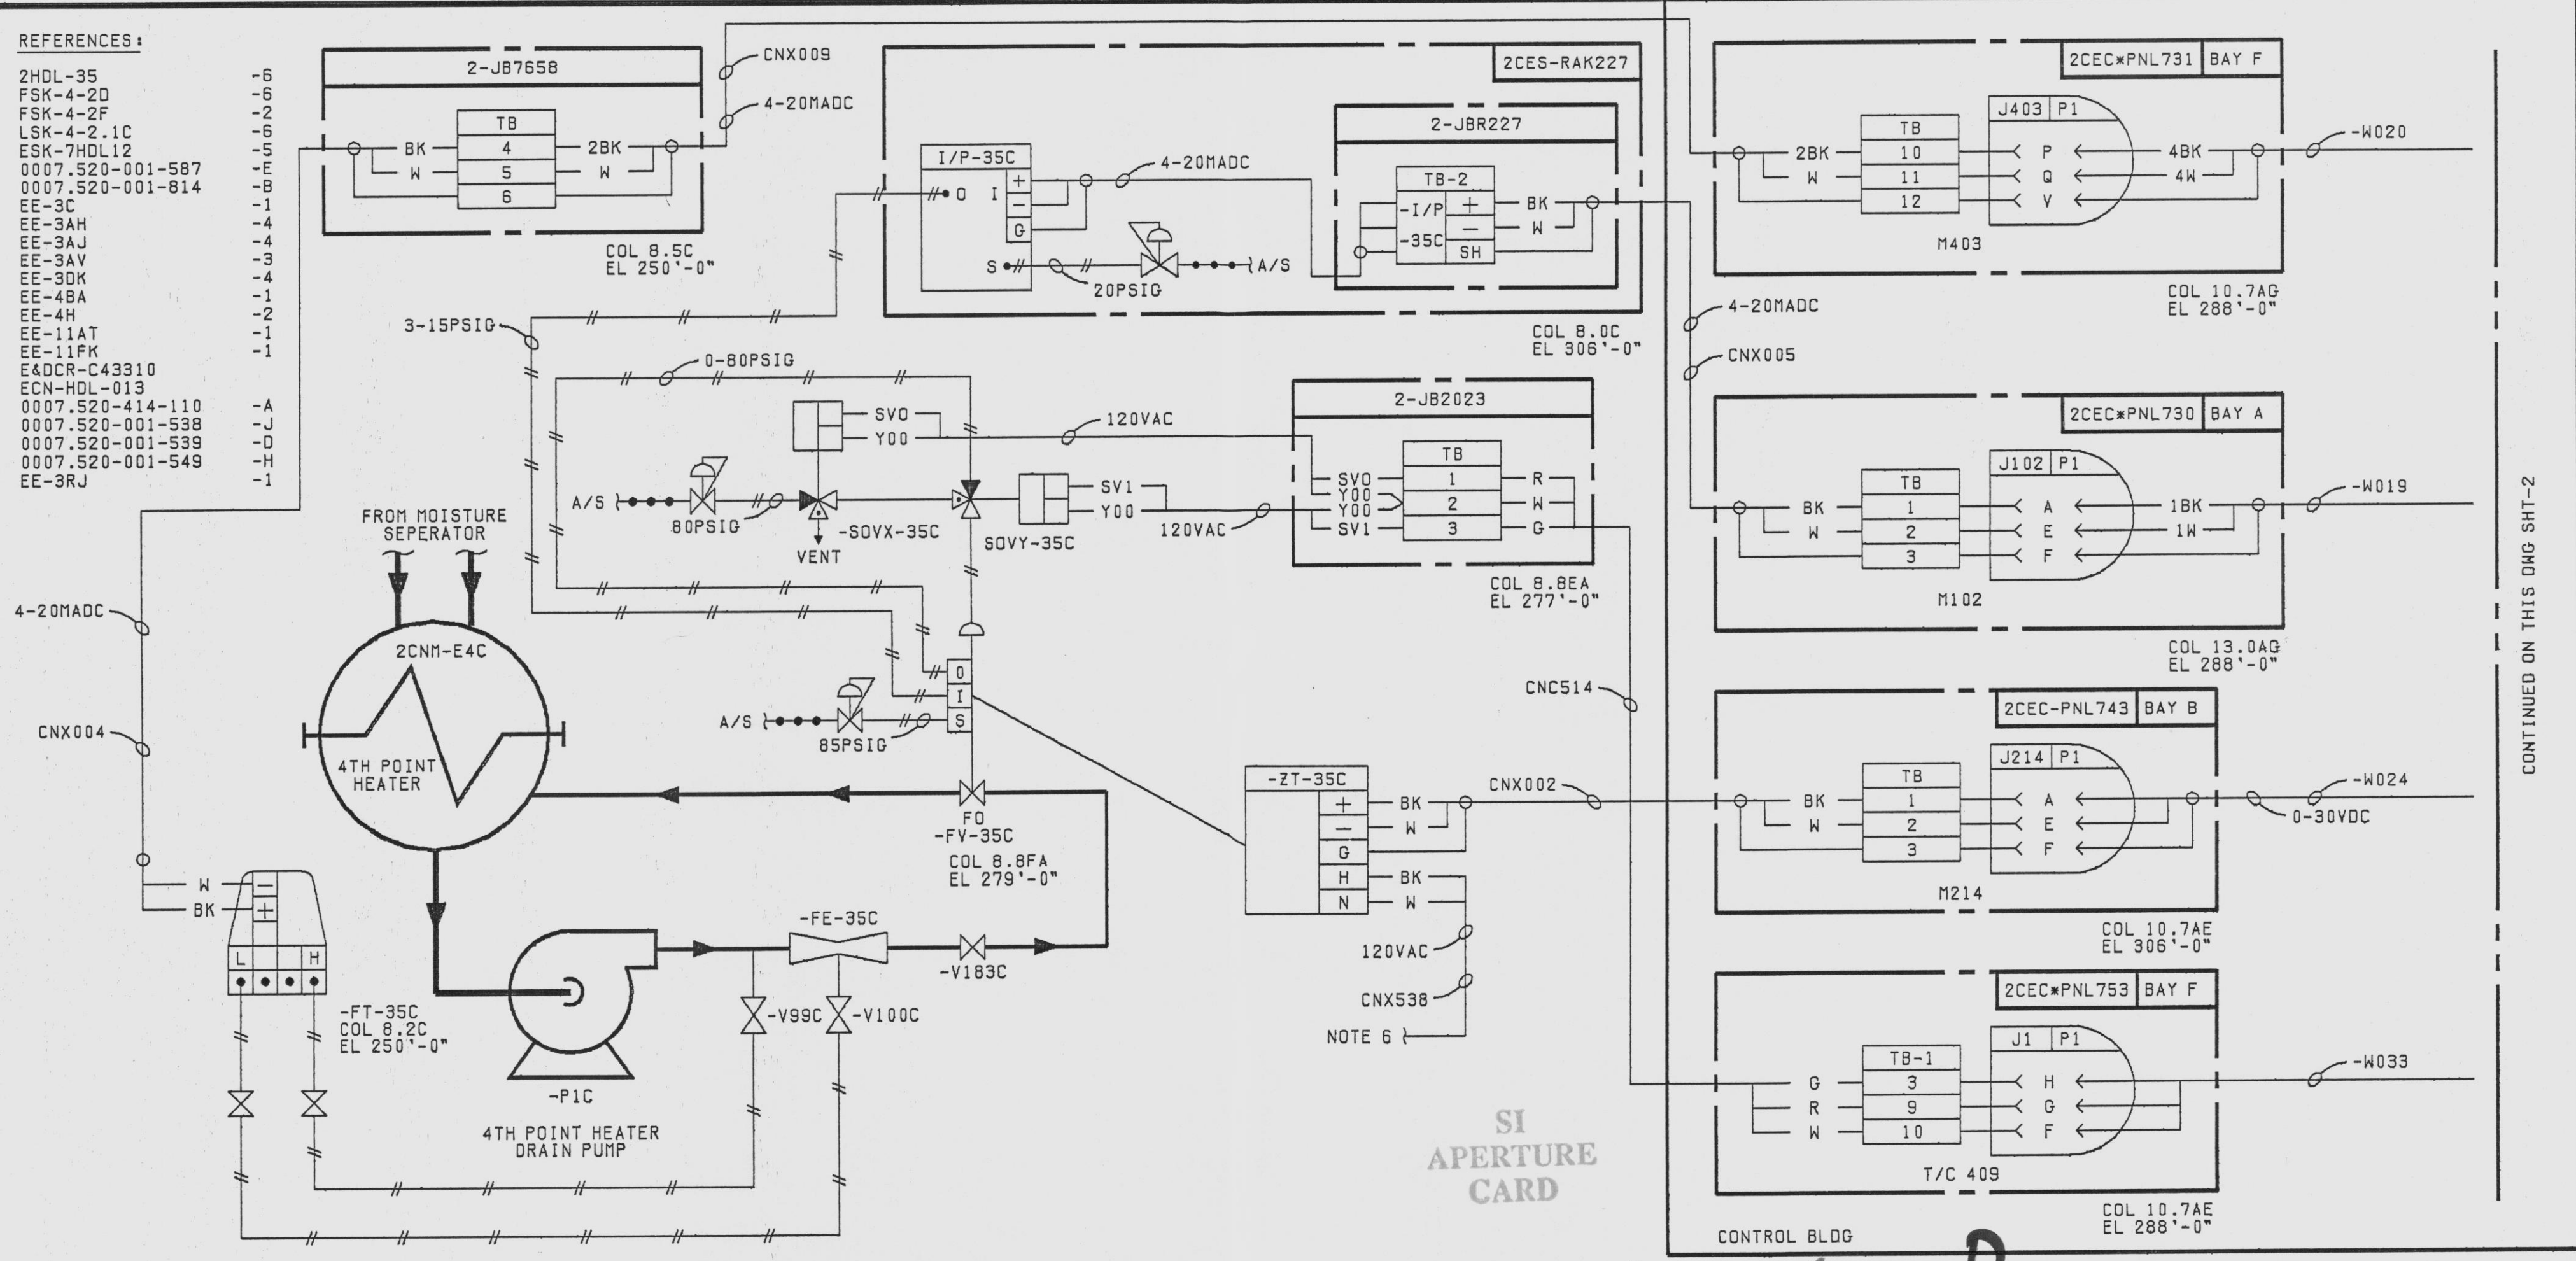 REFERENCES:
2HDL-35 -6
FSK-4-2D -6
FSK-4-2F -2
LSK-4-2.1C -6
ESK-7HDL12 -5
0007.520-001-587 -E
0007.520-001-814 -B
EE-3C -1
EE-3AH -4
EE-3AJ -4
EE-3AV -3
EE-3DK -4
EE-4BA -1
EE-4H -2
EE-11AT -1
EE-11FK -1
E&DCR-C43310
ECN-HDL-013
0007.520-414-110 -A
0007.520-001-538 -J
0007.520-001-539 -D
0007.520-001-549 -H
EE-3RJ -1
2-JB7658
TB
BK 4 2BK
W 5 W
6
COL 8.5C
EL 250'-0"
CNX009
4-20MADC
2CES-RAK227
I/P-35C
O I +
-
G
S
4-20MADC
20PSIG
A/S
2-JBR227
TB-2
-I/P + BK
- W
-35C SH
COL 8.0C
EL 306'-0"
3-15PSIG
0-80PSIG
SVO
YOO
120VAC
A/S
80PSIG
VENT
-SOVX-35C
SOVY-35C
SV1
YOO
120VAC
2-JB2023
TB
SVO 1 R
YOO
YOO 2 W
SV1 3 G
COL 8.8EA
EL 277'-0"
FROM MOISTURE
SEPERATOR
4-20MADC
CNX004
2CNM-E4C
4TH POINT
HEATER
O
I
S
A/S
85PSIG
FO
-FV-35C
COL 8.8FA
EL 279'-0"
W -
BK +
L H
-FT-35C
COL 8.2C
EL 250'-0"
-FE-35C
-V183C
-V99C
-V100C
-P1C
4TH POINT HEATER
DRAIN PUMP
-ZT-35C
+ BK
- W
G
H BK
N W
CNX002
120VAC
CNX538
NOTE 6
CNC514
SI
APERTURE
CARD
4-20MADC
CNX005
2CEC*PNL731 BAY F
J403 P1
TB
2BK 10 P 4BK
W 11 Q 4W
12 V
M403
-W020
COL 10.7AG
EL 288'-0"
2CEC*PNL730 BAY A
J102 P1
TB
BK 1 A 1BK
W 2 E 1W
3 F
M102
-W019
COL 13.0AG
EL 288'-0"
2CEC-PNL743 BAY B
J214 P1
TB
BK 1 A
W 2 E
3 F
M214
-W024
0-30VDC
COL 10.7AE
EL 306'-0"
2CEC*PNL753 BAY F
J1 P1
TB-1
G 3 H
R 9 G
W 10 F
T/C 409
-W033
COL 10.7AE
EL 288'-0"
CONTROL BLDG
CONTINUED ON THIS DWG SHT-2